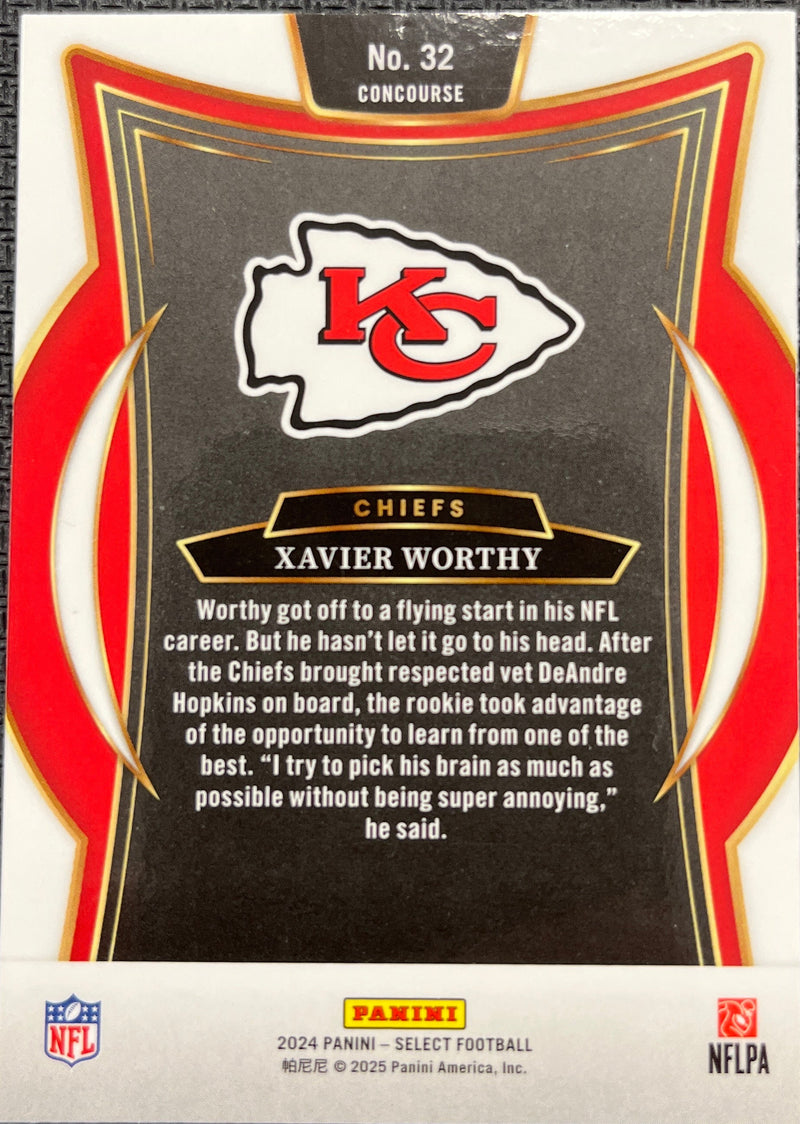 No. 32
CONCOURSE
KC
CHIEFS
XAVIER WORTHY
Worthy got off to a flying start in his NFL
career. But he hasn't let it go to his head. After
the Chiefs brought respected vet DeAndre
Hopkins on board, the rookie took advantage
of the opportunity to learn from one of the
best. “I try to pick his brain as much as
possible without being super annoying,”
he said.
NFL
PANINI
2024 PANINI – SELECT FOOTBALL
帕尼尼 © 2025 Panini America, Inc.
NFLPA